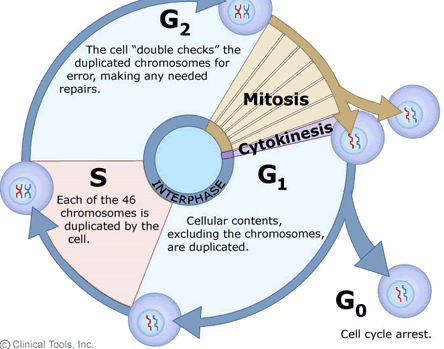 G2
The cell “double checks” the
duplicated chromosomes for
error, making any needed
repairs.
Mitosis
Cytokinesis
S
Each of the 46
chromosomes is
duplicated by the
cell.
INTERPHASE
G1
Cellular contents,
excluding the chromosomes,
are duplicated.
G0
Cell cycle arrest.
© Clinical Tools, Inc.